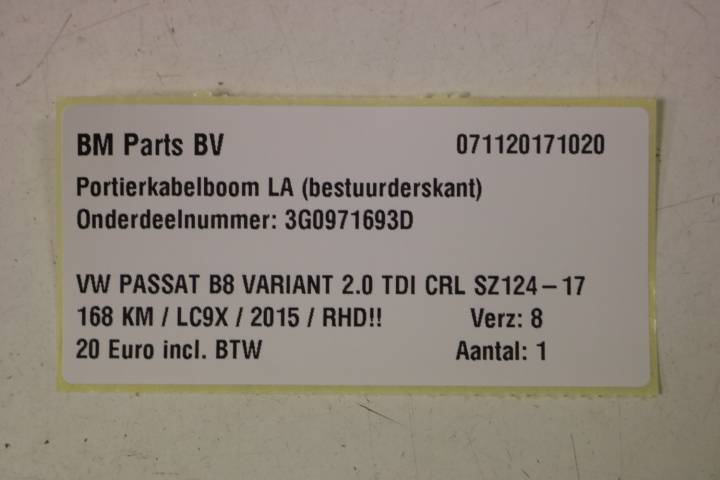 BM Parts BV 071120171020
Portierkabelboom LA (bestuurderskant)
Onderdeelnummer: 3G0971693D
VW PASSAT B8 VARIANT 2.0 TDI CRL SZ124-17
168 KM / LC9X / 2015 / RHD!! Verz: 8
20 Euro incl. BTW Aantal: 1